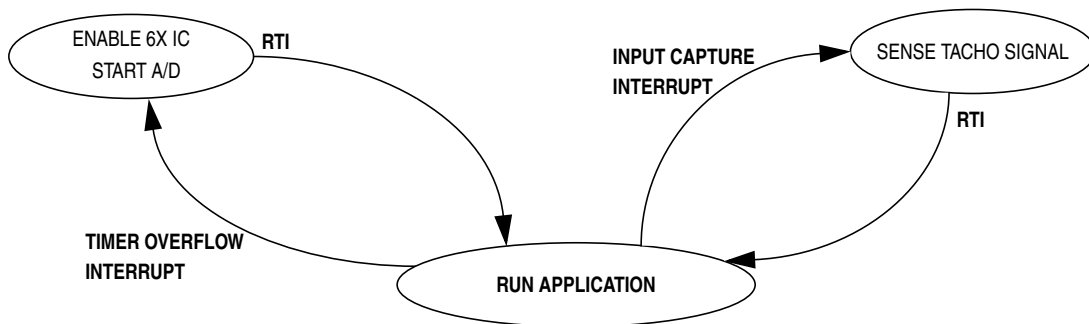 ENABLE 6X IC
START A/D
RTI
INPUT CAPTURE
INTERRUPT
SENSE TACHO SIGNAL
RTI
TIMER OVERFLOW
INTERRUPT
RUN APPLICATION